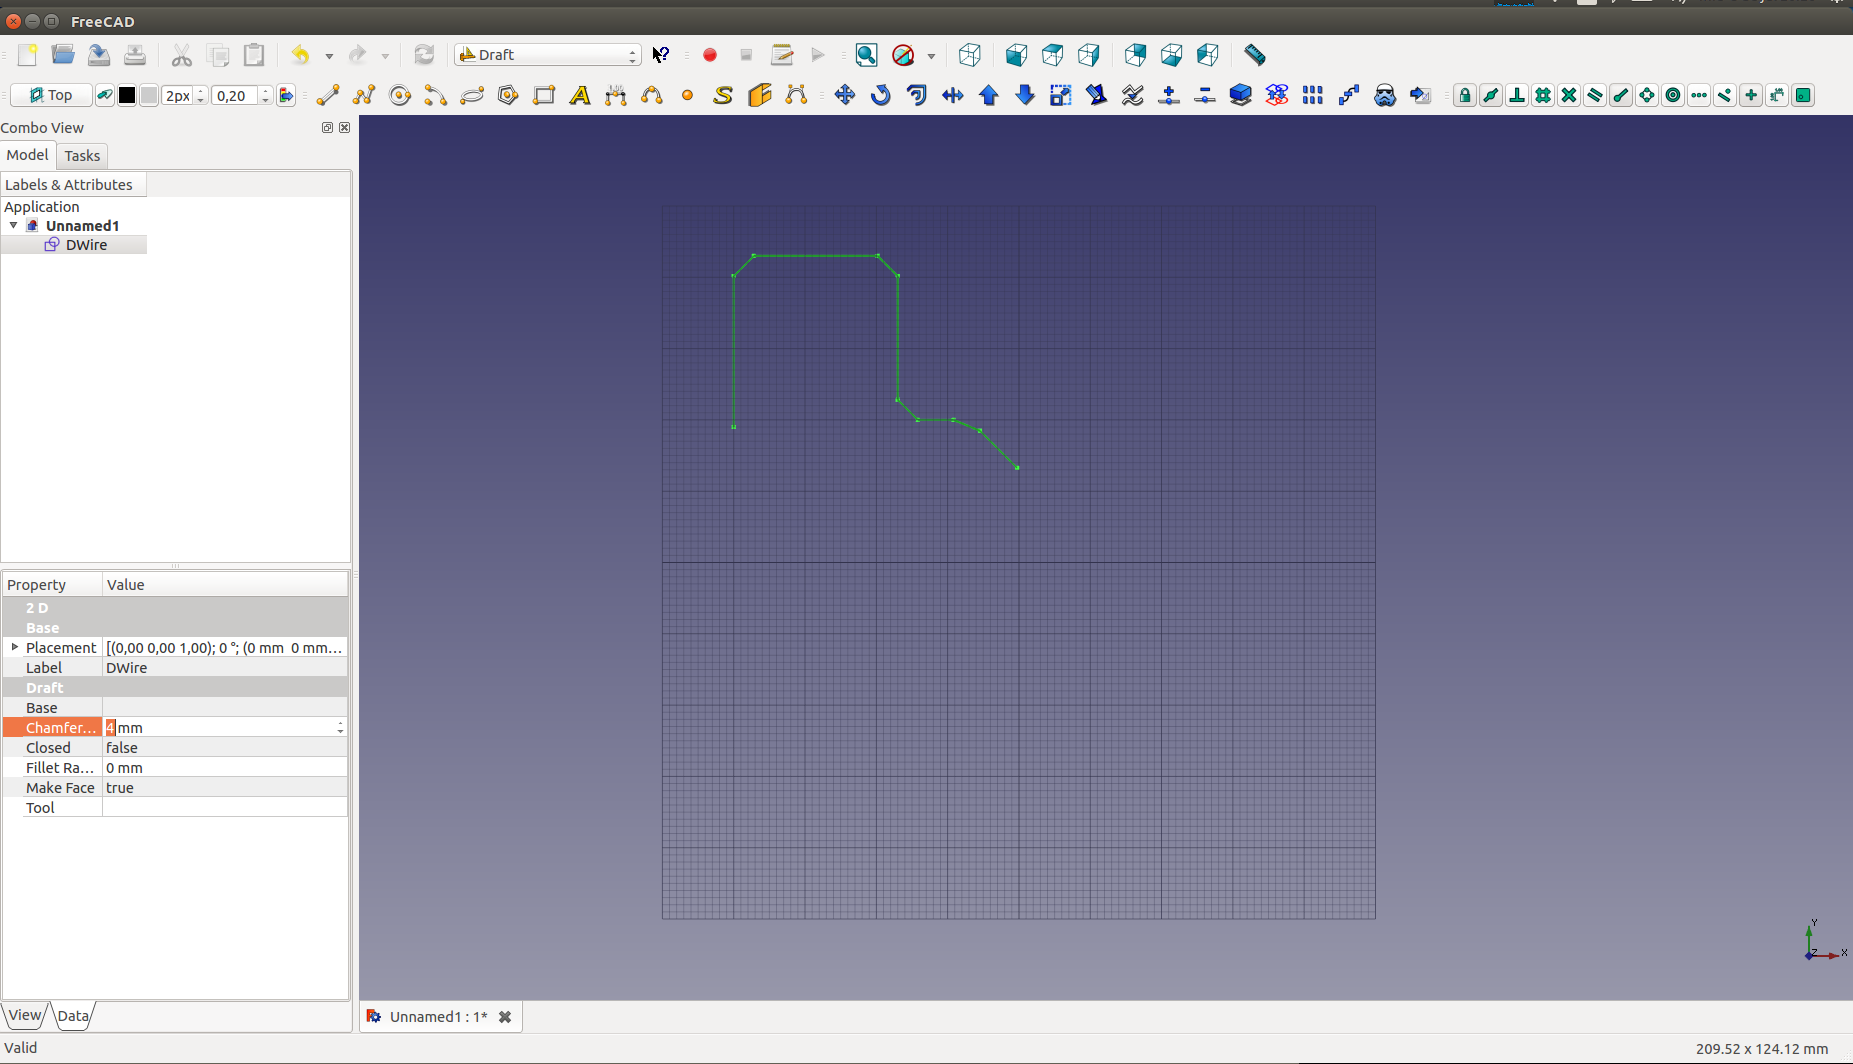 FreeCAD
Draft
Top
2px
0,20
Combo View
Model
Tasks
Labels & Attributes
Application
Unnamed1
DWire
Property
Value
2 D
Base
Placement
[(0,00 0,00 1,00); 0 °; (0 mm  0 mm...
Label
DWire
Draft
Base
Chamfer...
4 mm
Closed
false
Fillet Ra...
0 mm
Make Face
true
Tool
View
Data
Unnamed1 : 1*
Y
Z
X
Valid
209.52 x 124.12 mm